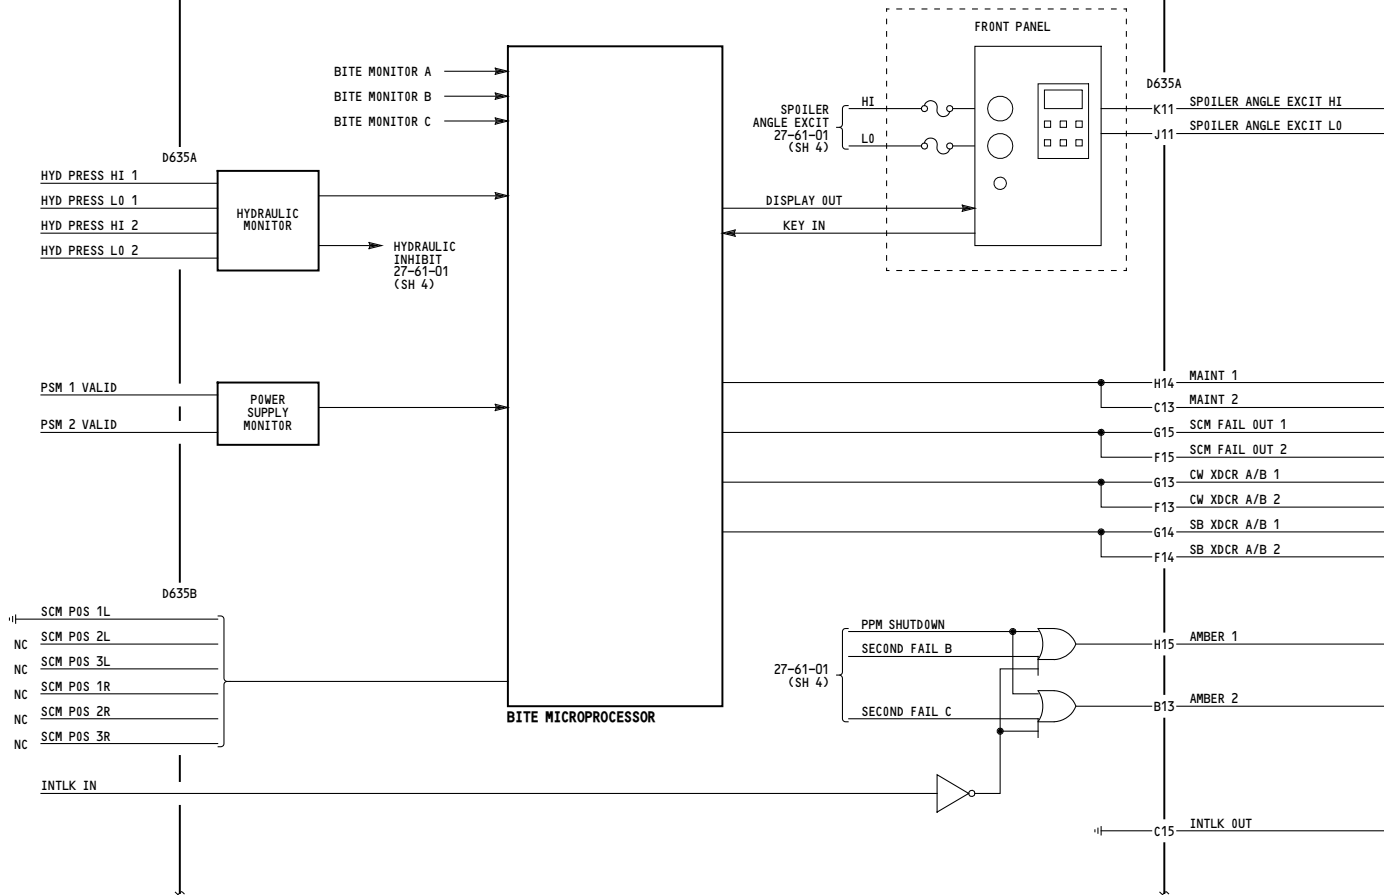 FRONT PANEL
BITE MONITOR A
BITE MONITOR B
BITE MONITOR C
D635A
HYD PRESS HI 1
HYD PRESS LO 1
HYD PRESS HI 2
HYD PRESS LO 2
HYDRAULIC
MONITOR
HYDRAULIC
INHIBIT
27-61-01
(SH 4)
SPOILER
ANGLE EXCIT
27-61-01
(SH 4)
HI
LO
D635A
K11 SPOILER ANGLE EXCIT HI
J11 SPOILER ANGLE EXCIT LO
DISPLAY OUT
KEY IN
PSM 1 VALID
PSM 2 VALID
POWER
SUPPLY
MONITOR
H14 MAINT 1
C13 MAINT 2
G15 SCM FAIL OUT 1
F15 SCM FAIL OUT 2
G13 CW XDCR A/B 1
F13 CW XDCR A/B 2
G14 SB XDCR A/B 1
F14 SB XDCR A/B 2
D635B
SCM POS 1L
NC SCM POS 2L
NC SCM POS 3L
NC SCM POS 1R
NC SCM POS 2R
NC SCM POS 3R
BITE MICROPROCESSOR
27-61-01
(SH 4)
PPM SHUTDOWN
SECOND FAIL B
SECOND FAIL C
H15 AMBER 1
B13 AMBER 2
INTLK IN
C15 INTLK OUT